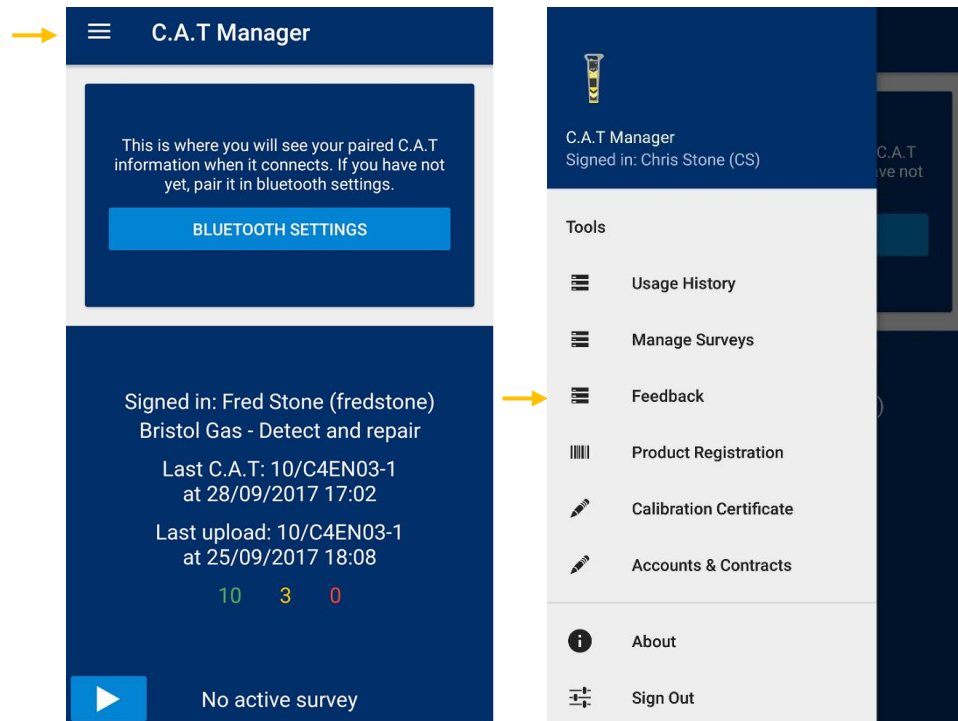 C.A.T Manager
This is where you will see your paired C.A.T
information when it connects. If you have not
yet, pair it in bluetooth settings.
BLUETOOTH SETTINGS
Signed in: Fred Stone (fredstone)
Bristol Gas - Detect and repair
Last C.A.T: 10/C4EN03-1
at 28/09/2017 17:02
Last upload: 10/C4EN03-1
at 25/09/2017 18:08
10 3 0
No active survey
C.A.T Manager
Signed in: Chris Stone (CS)
Tools
Usage History
Manage Surveys
Feedback
Product Registration
Calibration Certificate
Accounts & Contracts
About
Sign Out
C.A.T
ve not
)